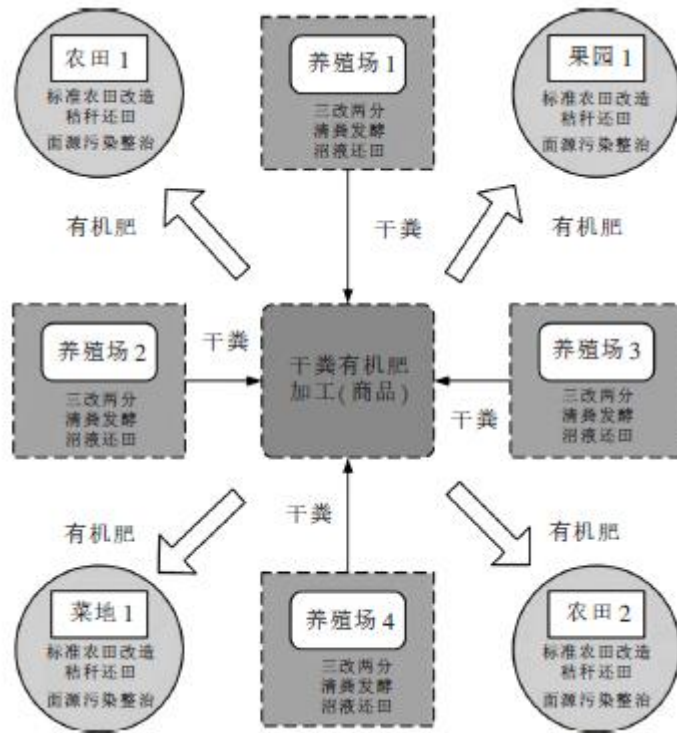 农田1
标准农田改造
秸秆还田
面源污染整治
养殖场1
三改两分
清粪发酵
沼液还田
果园1
标准农田改造
秸秆还田
面源污染整治
有机肥
干粪
有机肥
养殖场2
三改两分
清粪发酵
沼液还田
干粪
干粪有机肥
加工(商品)
养殖场3
三改两分
清粪发酵
沼液还田
干粪
有机肥
干粪
有机肥
菜地1
标准农田改造
秸秆还田
面源污染整治
养殖场4
三改两分
清粪发酵
沼液还田
农田2
标准农田改造
秸秆还田
面源污染整治